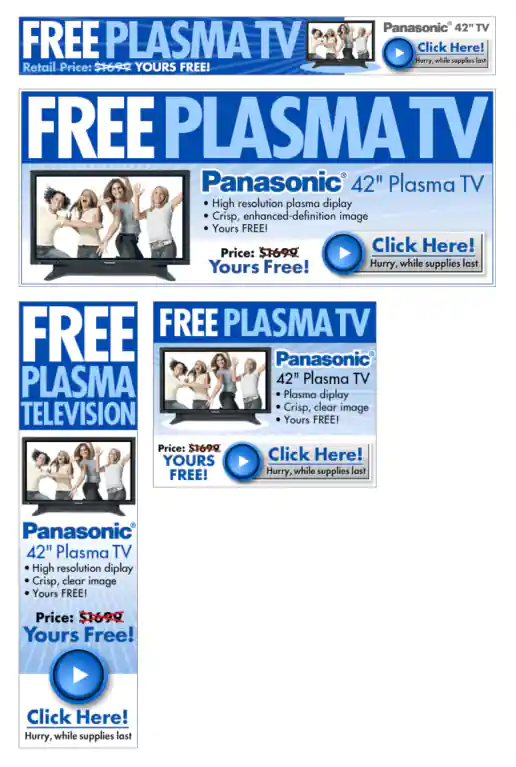 FREE PLASMA TV
Retail Price: $1699 YOURS FREE!
Panasonic® 42" TV
Click Here!
Hurry, while supplies last
FREE PLASMA TV
Panasonic® 42" Plasma TV
• High resolution plasma diplay
• Crisp, enhanced-definition image
• Yours FREE!
Price: $1699
Yours Free!
Click Here!
Hurry, while supplies last
FREE
PLASMA
TELEVISION
Panasonic®
42" Plasma TV
• High resolution diplay
• Crisp, clear image
• Yours FREE!
Price: $1699
Yours Free!
Click Here!
Hurry, while supplies last
FREE PLASMA TV
Panasonic®
42" Plasma TV
• Plasma diplay
• Crisp, clear image
• Yours FREE!
Price: $1699
YOURS
FREE!
Click Here!
Hurry, while supplies last